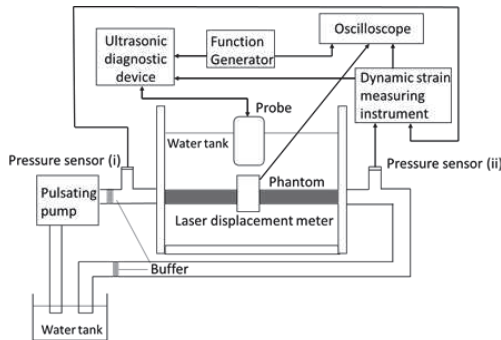 Oscilloscope
Ultrasonic
diagnostic
device
Function
Generator
Dynamic strain
measuring
instrument
Probe
Water tank
Pressure sensor (i)
Pressure sensor (ii)
Phantom
Pulsating
pump
Laser displacement meter
Buffer
Water tank